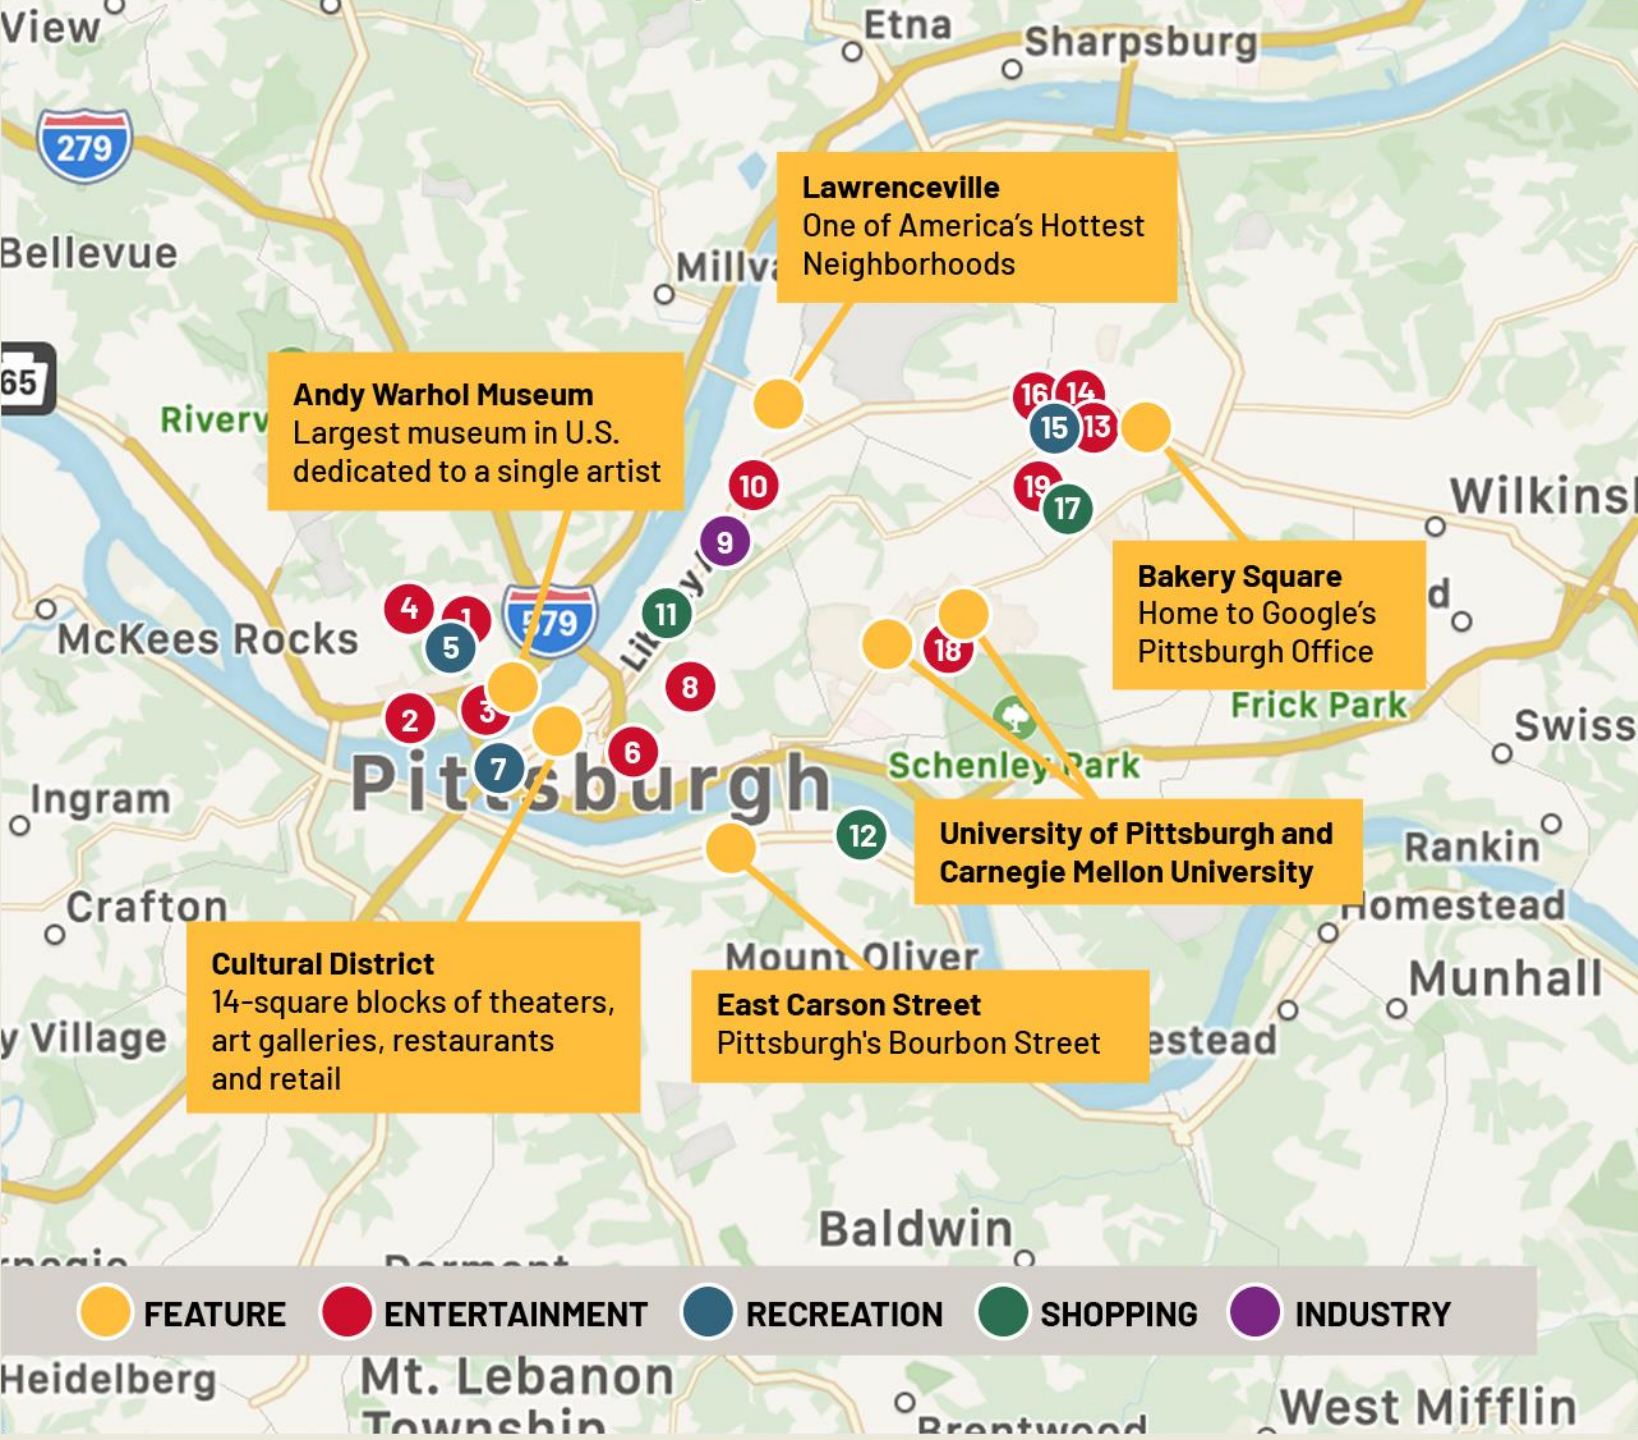 View
Etna
Sharpsburg
279
Lawrenceville
One of America's Hottest
Neighborhoods
Bellevue
65
Andy Warhol Museum
Largest museum in U.S.
dedicated to a single artist
16
14
15
13
10
19
17
Wilkins
9
Bakery Square
Home to Google's
Pittsburgh Office
4
1
579
11
McKees Rocks
5
18
8
2
3
Frick Park
Swiss
6
7
Pittsburgh
Schenley Park
Ingram
12
University of Pittsburgh and
Carnegie Mellon University
Rankin
Crafton
Homestead
Mount Oliver
Cultural District
14-square blocks of theaters,
art galleries, restaurants
and retail
East Carson Street
Pittsburgh's Bourbon Street
Munhall
y Village
estead
Baldwin
FEATURE
ENTERTAINMENT
RECREATION
SHOPPING
INDUSTRY
Heidelberg
Mt. Lebanon
Township
West Mifflin
Brentwood